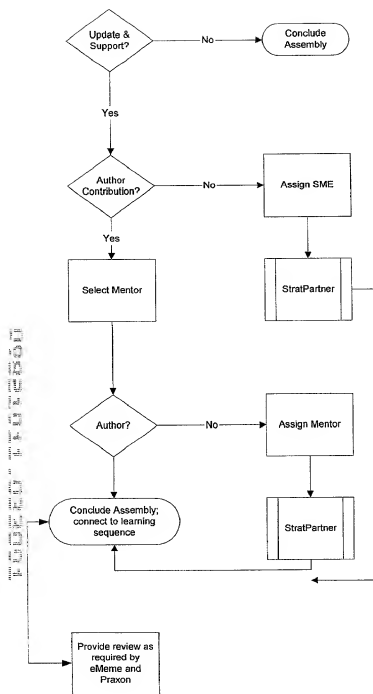 Update &
Support?
No
Conclude
Assembly
Yes
Author
Contribution?
No
Assign SME
Yes
Select Mentor
StratPartner
Author?
No
Assign Mentor
Conclude Assembly;
connect to learning
sequence
StratPartner
Provide review as
required by
eMeme and
Praxon